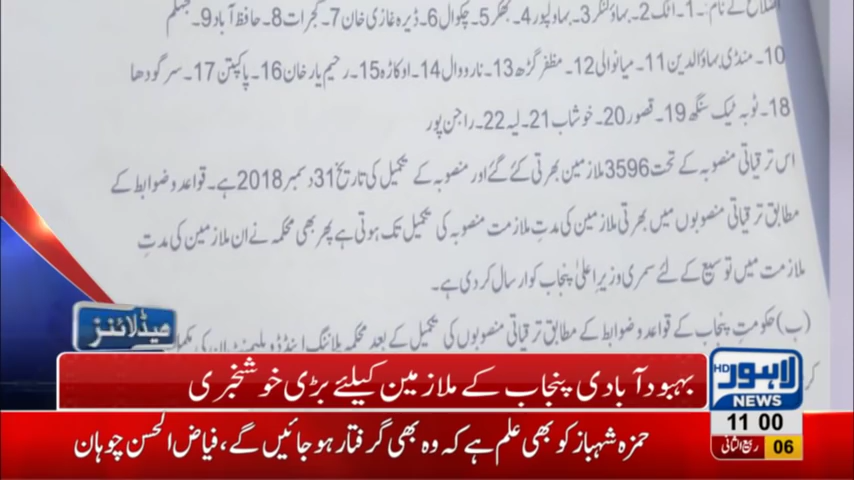 اضلاع کے نام:۔ 1۔ اٹک 2۔ بہاولنگر 3۔ بہاولپور 4۔ بھکر 5۔ چکوال 6۔ ڈیرہ غازی خان 7۔ گجرات 8۔ حافظ آباد 9۔ جہلم
10۔ منڈی بہاؤالدین 11۔ میانوالی 12۔ مظفر گڑھ 13۔ نارووال 14۔ اوکاڑہ 15۔ رحیم یار خان 16۔ پاکپتن 17۔ سرگودھا
18۔ ٹوبہ ٹیک سنگھ 19۔ قصور 20۔ خوشاب 21۔ لیہ 22۔ راجن پور
اس ترقیاتی منصوبہ کے تحت 3596 ملازمین بھرتی کئے گئے اور منصوبہ کے تکمیل کی تاریخ 31 دسمبر 2018 ہے۔ قواعد و ضوابط کے
مطابق ترقیاتی منصوبوں میں بھرتی ملازمین کی مدتِ ملازمت منصوبہ کی تکمیل تک ہوتی ہے پھر بھی محکمہ نے ان ملازمین کی مدتِ
ملازمت میں توسیع کے لئے سمری وزیراعلیٰ پنجاب کو ارسال کر دی ہے۔
(ب) حکومتِ پنجاب کے قواعد و ضوابط کے مطابق ترقیاتی منصوبوں کی تکمیل کے بعد محکمہ پلاننگ اینڈ ڈویلپمنٹ
ہیڈلائنز
بہبود آبادی پنجاب کے ملازمین کیلئے بڑی خوشخبری
حمزہ شہباز کو بھی علم ہے کہ وہ بھی گرفتار ہو جائیں گے، فیاض الحسن چوہان
HD لاہور
NEWS
11 00
06 ربیع الثانی